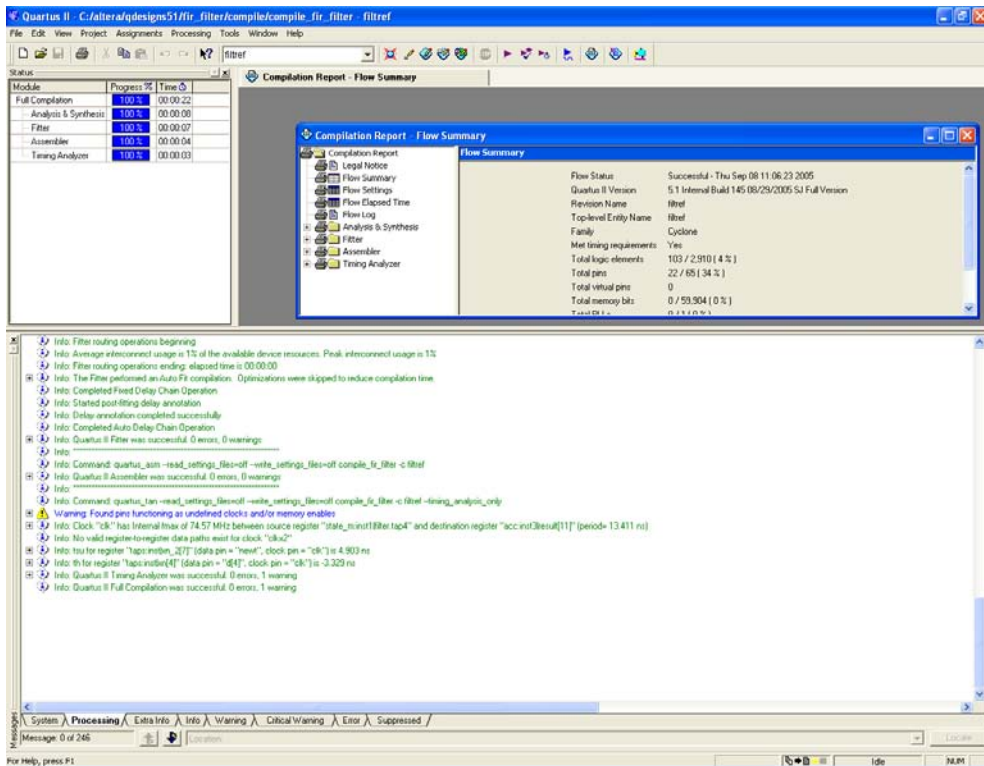 Quartus II - C:/altera/qdesigns51/fir_filter/compile/compile_fir_filter - filtref
File Edit View Project Assignments Processing Tools Window Help
filtref
Status
Module Progress % Time
Full Compilation 100 % 00:00:22
Analysis & Synthesis 100 % 00:00:08
Fitter 100 % 00:00:07
Assembler 100 % 00:00:04
Timing Analyzer 100 % 00:00:03
Compilation Report - Flow Summary
Compilation Report - Flow Summary
Compilation Report
Legal Notice
Flow Summary
Flow Settings
Flow Elapsed Time
Flow Log
Analysis & Synthesis
Fitter
Assembler
Timing Analyzer
Flow Summary
Flow Status Successful - Thu Sep 08 11:06:23 2005
Quartus II Version 5.1 Internal Build 145 08/29/2005 SJ Full Version
Revision Name filtref
Top-level Entity Name filtref
Family Cyclone
Met timing requirements Yes
Total logic elements 103 / 2,910 ( 4 % )
Total pins 22 / 65 ( 34 % )
Total virtual pins 0
Total memory bits 0 / 59,904 ( 0 % )
Total PLLs 0 / 1 ( 0 % )
Info: Fitter routing operations beginning
Info: Average interconnect usage is 1% of the available device resources. Peak interconnect usage is 1%
Info: Fitter routing operations ending: elapsed time is 00:00:00
Info: The Fitter performed an Auto Fit compilation. Optimizations were skipped to reduce compilation time
Info: Completed Fixed Delay Chain Operation
Info: Started post-fitting delay annotation
Info: Delay annotation completed successfully
Info: Completed Auto Delay Chain Operation
Info: Quartus II Fitter was successful. 0 errors, 0 warnings
Info:
Info: Command: quartus_asm --read_settings_files=off --write_settings_files=off compile_fir_filter -c filtref
Info: Quartus II Assembler was successful. 0 errors, 0 warnings
Info:
Info: Command: quartus_tan --read_settings_files=off --write_settings_files=off compile_fir_filter -c filtref --timing_analysis_only
Warning: Found pins functioning as undefined clocks and/or memory enables
Info: Clock "clk" has Internal fmax of 74.57 MHz between source register "state_m:inst1|filter.tap4" and destination register "acc:inst3|result[11]" (period= 13.411 ns)
Info: No valid register-to-register data paths exist for clock "clkx2"
Info: tsu for register "taps:inst|xn_2[7]" (data pin = "newt", clock pin = "clk") is 4.903 ns
Info: th for register "taps:inst|xn[4]" (data pin = "d[4]", clock pin = "clk") is -3.329 ns
Info: Quartus II Timing Analyzer was successful. 0 errors, 1 warning
Info: Quartus II Full Compilation was successful. 0 errors, 1 warning
System Processing Extra Info Info Warning Critical Warning Error Suppressed
Messages
Message: 0 of 246
Location:
Locate
For Help, press F1
Idle
NUM